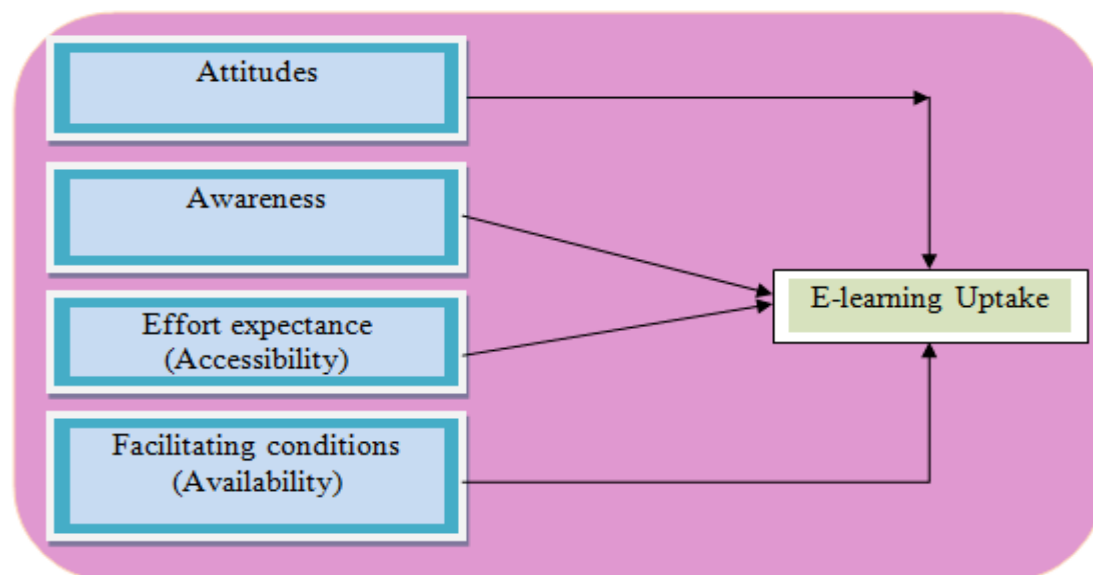 Attitudes
Awareness
Effort expectance
(Accessibility)
Facilitating conditions
(Availability)
E-learning Uptake